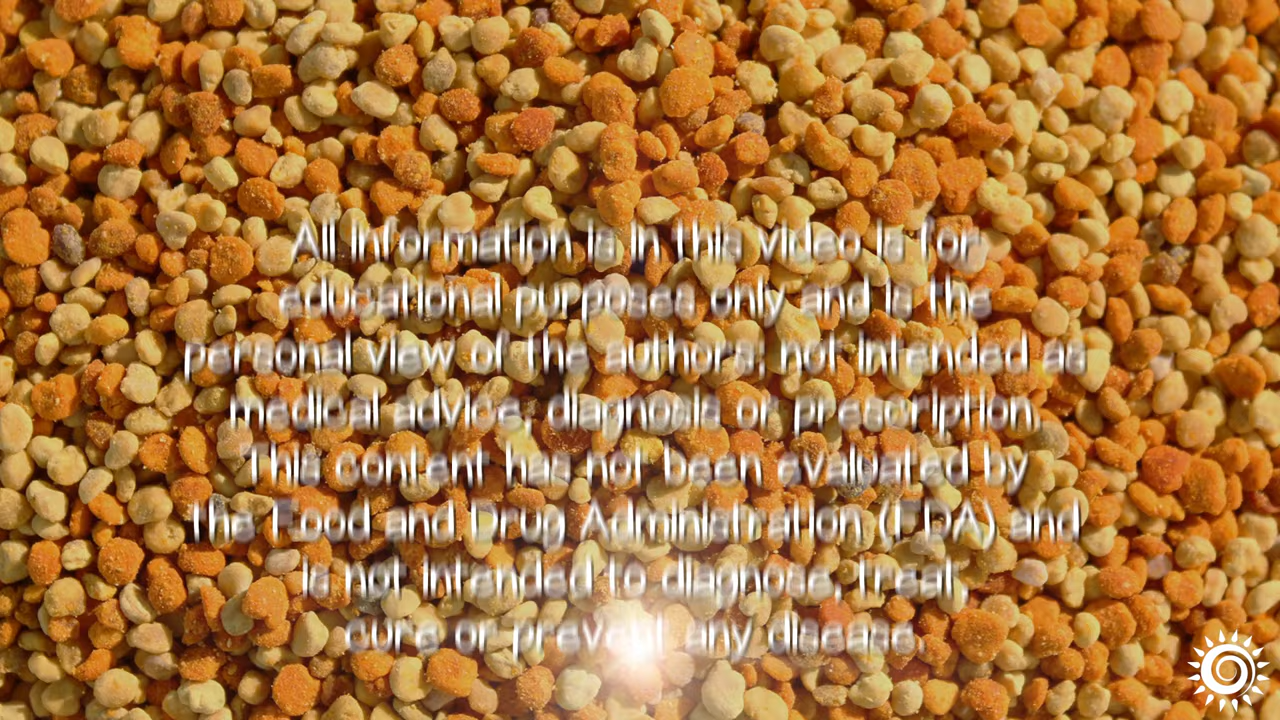 All information is in this video is for
educational purposes only and is the
personal view of the authors; not intended as
medical advice, diagnosis or prescription.
This content has not been evaluated by
the Food and Drug Administration (FDA) and
is not intended to diagnose, treat,
cure or prevent any disease.